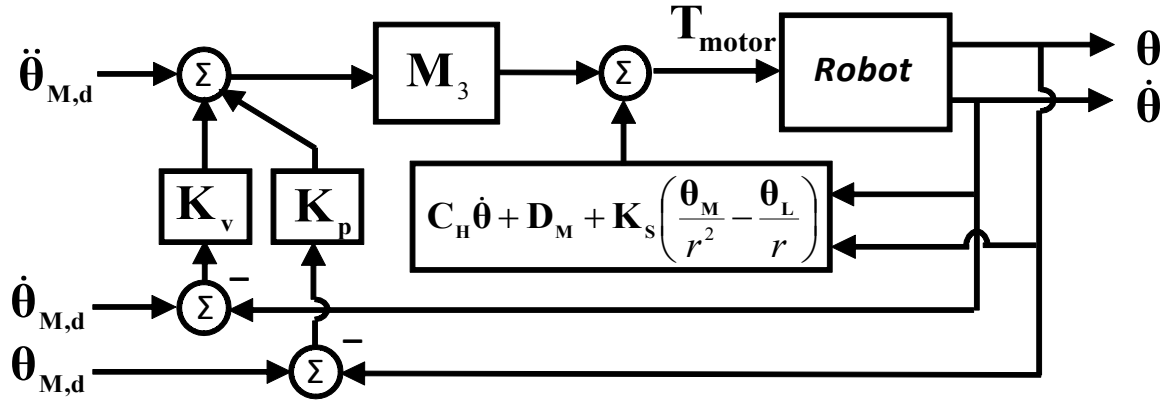 T_motor
θ̈_M,d
Σ
M_3
Σ
Robot
θ
θ̇
K_v
K_p
C_H θ̇ + D_M + K_S (θ_M/r² − θ_L/r)
−
θ̇_M,d
Σ
−
θ_M,d
Σ